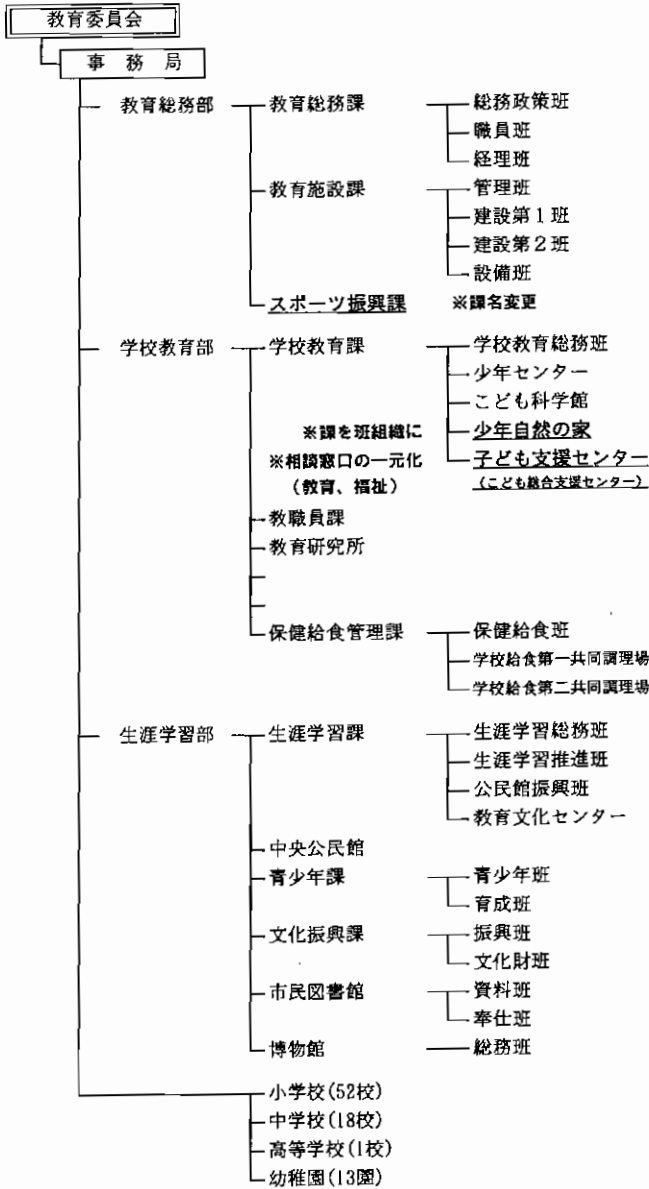 教育委員会
事務局
教育総務部 教育総務課 総務政策班
職員班
経理班
教育施設課 管理班
建設第1班
建設第2班
設備班
スポーツ振興課 ※課名変更
学校教育部 学校教育課 学校教育総務班
少年センター
こども科学館
※課を班組織に 少年自然の家
※相談窓口の一元化 子ども支援センター
(教育、福祉) (こども総合支援センター)
教職員課
教育研究所
保健給食管理課 保健給食班
学校給食第一共同調理場
学校給食第二共同調理場
生涯学習部 生涯学習課 生涯学習総務班
生涯学習推進班
公民館振興班
教育文化センター
中央公民館
青少年課 青少年班
育成班
文化振興課 振興班
文化財班
市民図書館 資料班
奉仕班
博物館 総務班
小学校(52校)
中学校(18校)
高等学校(1校)
幼稚園(13園)